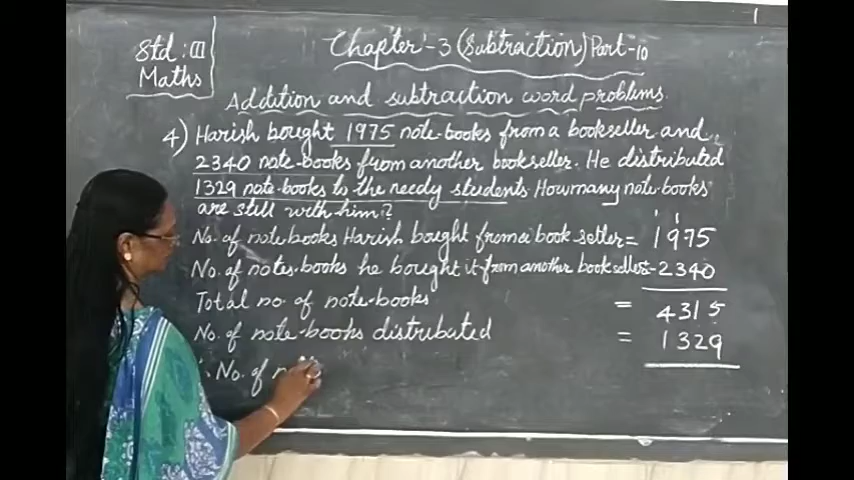 Std : III
Maths
Chapter - 3 (Subtraction) Part-10
Addition and subtraction word problems.
4) Harish bought 1975 note-books from a bookseller and
2340 note-books from another bookseller. He distributed
1329 note-books to the needy students. How many note-books
are still with him?
1 1
No. of note books Harish bought from a book seller = 1975
No. of notes-books he bought it from another book seller = 2340
Total no. of note-books = 4315
No. of note-books distributed = 1329
∴ No. of